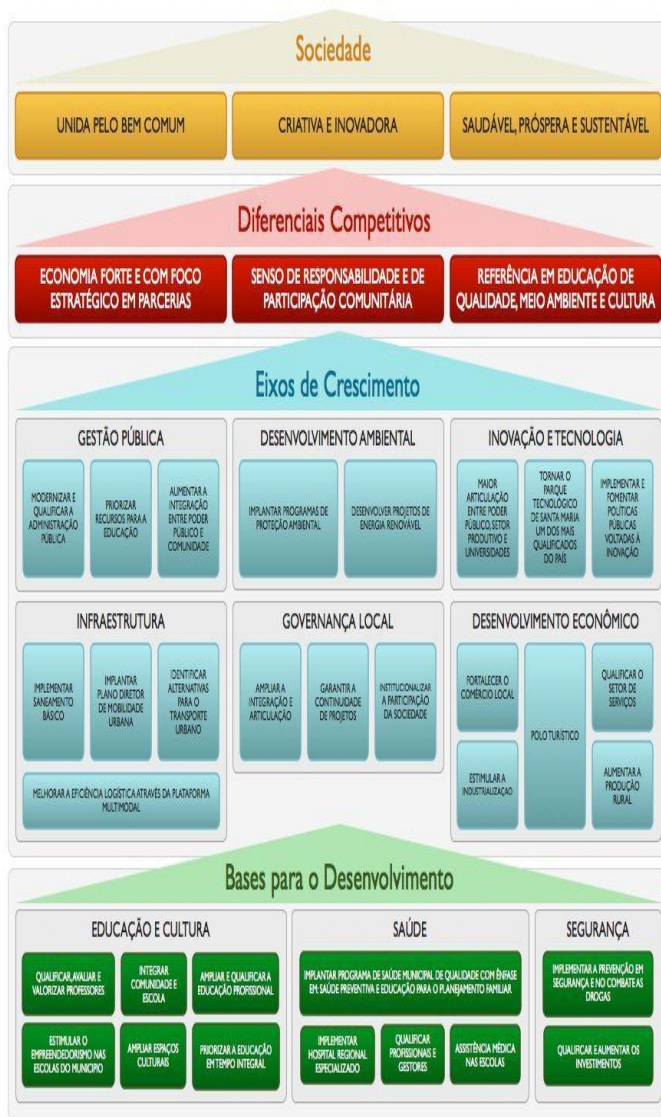 Sociedade
UNIDA PELO BEM COMUM
CRIATIVA E INOVADORA
SAUDÁVEL, PRÓSPERA E SUSTENTÁVEL
Diferenciais Competitivos
ECONOMIA FORTE E COM FOCO
ESTRATÉGICO EM PARCERIAS
SENSO DE RESPONSABILIDADE E DE
PARTICIPAÇÃO COMUNITÁRIA
REFERÊNCIA EM EDUCAÇÃO DE
QUALIDADE, MEIO AMBIENTE E CULTURA
Eixos de Crescimento
GESTÃO PÚBLICA
MODERNIZAR E
QUALIFICAR A
ADMINISTRAÇÃO
PÚBLICA
PRIORIZAR
RECURSOS PARA A
EDUCAÇÃO
AUMENTAR A
INTEGRAÇÃO
ENTRE PODER
PÚBLICO E
COMUNIDADE
DESENVOLVIMENTO AMBIENTAL
IMPLANTAR PROGRAMAS DE
PROTEÇÃO AMBIENTAL
DESENVOLVER PROJETOS DE
ENERGIA RENOVÁVEL
INOVAÇÃO E TECNOLOGIA
MAIOR
ARTICULAÇÃO
ENTRE PODER
PÚBLICO, SETOR
PRODUTIVO E
UNIVERSIDADES
TORNAR O
PARQUE
TECNOLÓGICO
DE SANTA MARIA
UM DOS MAIS
QUALIFICADOS
DO PAÍS
IMPLEMENTAR E
FOMENTAR
POLÍTICAS
PÚBLICAS
VOLTADAS À
INOVAÇÃO
INFRAESTRUTURA
IMPLEMENTAR
SANEAMENTO
BÁSICO
IMPLANTAR
PLANO DIRETOR
DE MOBILIDADE
URBANA
IDENTIFICAR
ALTERNATIVAS
PARA O
TRANSPORTE
URBANO
MELHORAR A EFICIÊNCIA LOGÍSTICA ATRAVÉS DA PLATAFORMA
MULTIMODAL
GOVERNANÇA LOCAL
AMPLIAR A
INTEGRAÇÃO E
ARTICULAÇÃO
GARANTIR A
CONTINUIDADE
DE PROJETOS
INSTITUCIONALIZAR
A PARTICIPAÇÃO
DA SOCIEDADE
DESENVOLVIMENTO ECONÔMICO
FORTALECER O
COMÉRCIO LOCAL
ESTIMULAR A
INDUSTRIALIZAÇÃO
POLO TURÍSTICO
QUALIFICAR O
SETOR DE
SERVIÇOS
AUMENTAR A
PRODUÇÃO
RURAL
Bases para o Desenvolvimento
EDUCAÇÃO E CULTURA
QUALIFICAR, AVALIAR E
VALORIZAR PROFESSORES
INTEGRAR
COMUNIDADE E
ESCOLA
AMPLIAR E QUALIFICAR A
EDUCAÇÃO PROFISSIONAL
ESTIMULAR O
EMPREENDEDORISMO NAS
ESCOLAS DO MUNICIPIO
AMPLIAR ESPAÇOS
CULTURAIS
PRIORIZAR A EDUCAÇÃO
EM TEMPO INTEGRAL
SAÚDE
IMPLANTAR PROGRAMA DE SAÚDE MUNICIPAL DE QUALIDADE COM ÊNFASE
EM: SAÚDE PREVENTIVA E EDUCAÇÃO PARA O PLANEJAMENTO FAMILIAR
IMPLEMENTAR
HOSPITAL REGIONAL
ESPECIALIZADO
QUALIFICAR
PROFISSIONAIS E
GESTORES
ASSISTÊNCIA MÉDICA
NAS ESCOLAS
SEGURANÇA
IMPLEMENTAR A PREVENÇÃO EM
SEGURANÇA E NO COMBATE AS
DROGAS
QUALIFICAR E AUMENTAR OS
INVESTIMENTOS